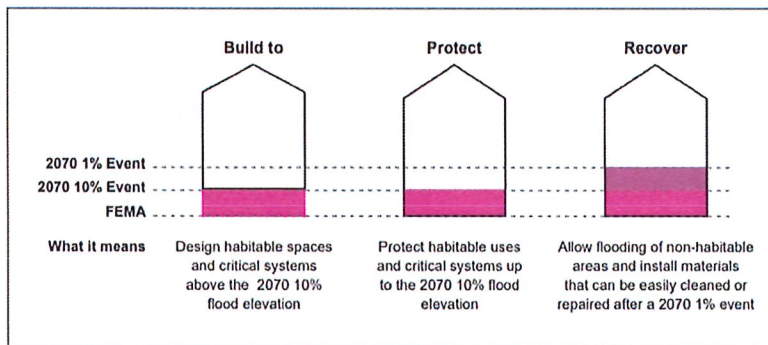 Build to
Protect
Recover
2070 1% Event
2070 10% Event
FEMA
What it means
Design habitable spaces
and critical systems
above the 2070 10%
flood elevation
Protect habitable uses
and critical systems up
to the 2070 10% flood
elevation
Allow flooding of non-habitable
areas and install materials
that can be easily cleaned or
repaired after a 2070 1% event